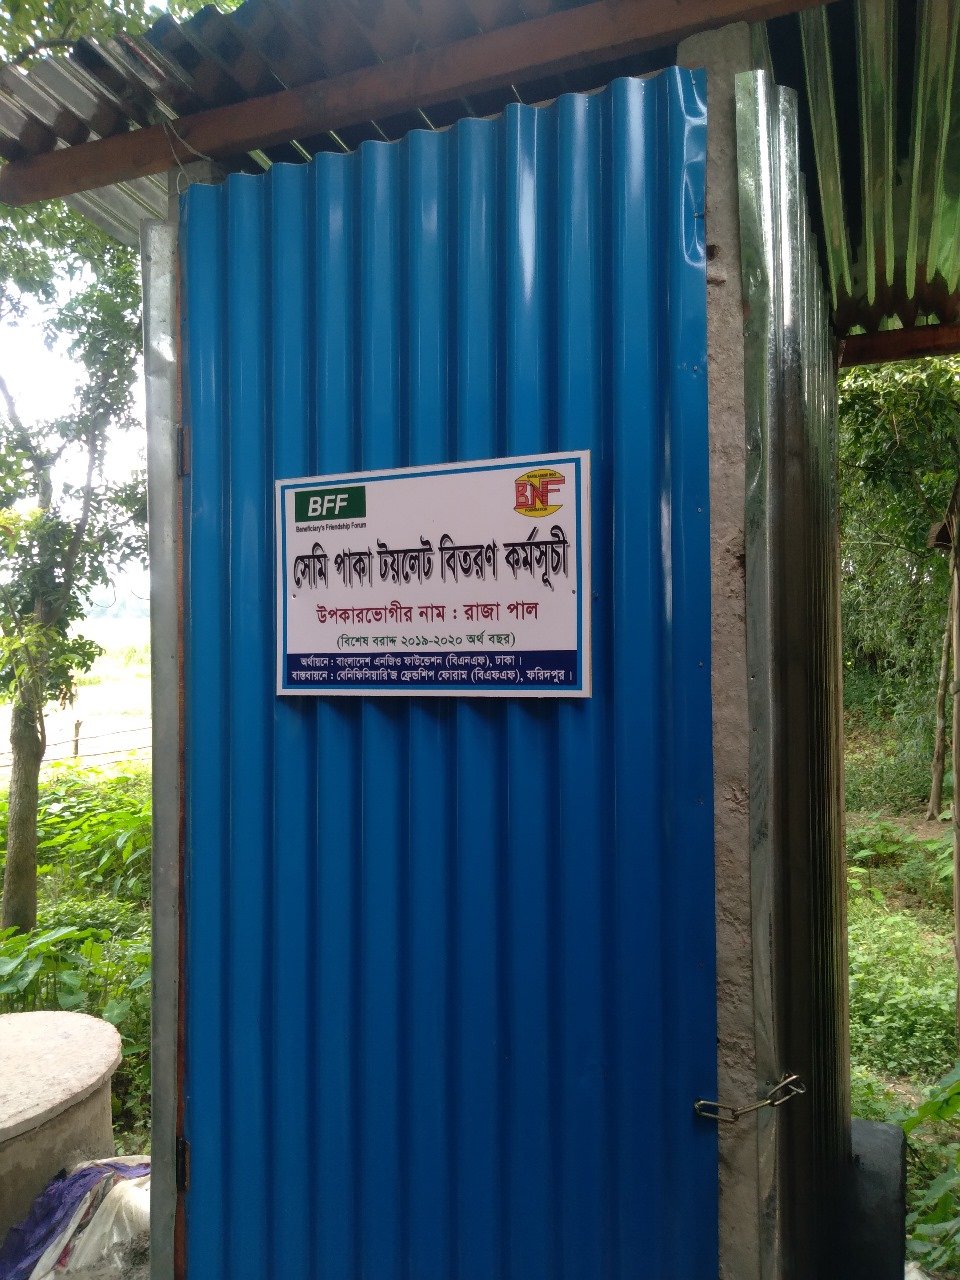 BFF
Beneficiary's Friendship Forum
BNF
FOUNDATION
সেমি পাকা টয়লেট বিতরণ কর্মসূচী
উপকারভোগীর নাম : রাজা পাল
(বিশেষ বরাদ্দ ২০১৯-২০২০ অর্থ বছর)
অর্থায়নে : বাংলাদেশ এনজিও ফাউন্ডেশন (বিএনএফ), ঢাকা।
বাস্তবায়নে : বেনিফিসিয়ারি'জ ফ্রেন্ডশিপ ফোরাম (বিএফএফ), ফরিদপুর।